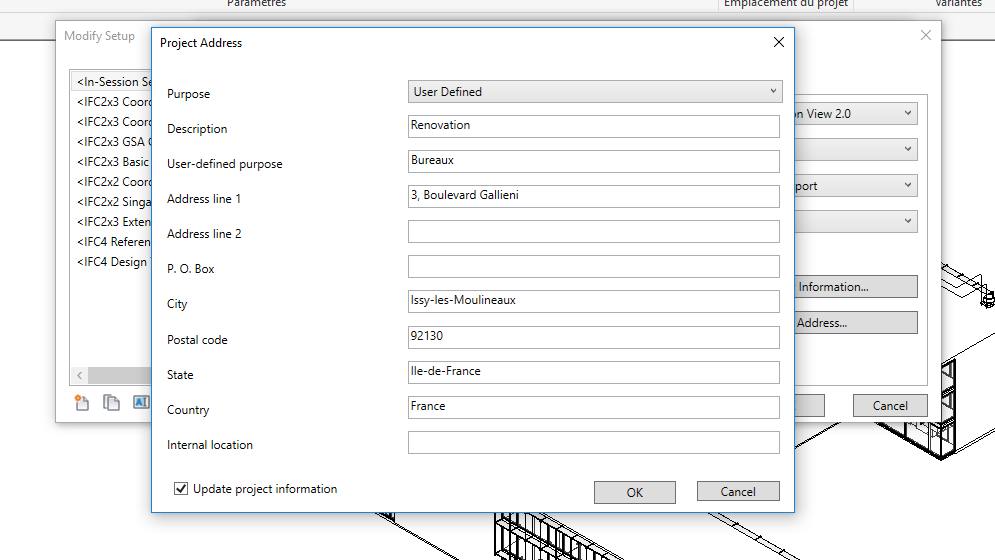 Paramètres
Emplacement du projet
Variantes
Modify Setup
Project Address
<In-Session Se
<IFC2x3 Coord
<IFC2x3 Coord
<IFC2x3 GSA C
<IFC2x3 Basic
<IFC2x2 Coord
<IFC2x2 Singa
<IFC2x3 Exten
<IFC4 Referen
<IFC4 Design
Purpose
User Defined
Description
Renovation
User-defined purpose
Bureaux
Address line 1
3, Boulevard Gallieni
Address line 2
P. O. Box
City
Issy-les-Moulineaux
Postal code
92130
State
Ile-de-France
Country
France
Internal location
Update project information
OK
Cancel
on View 2.0
port
Information...
Address...
Cancel